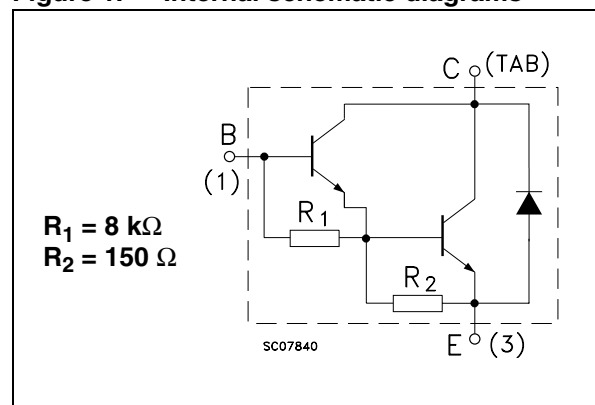 Figure 1. Internal schematic diagrams
C (TAB)
B
(1)
R1
R1 = 8 kΩ
R2 = 150 Ω
R2
SC07840
E (3)